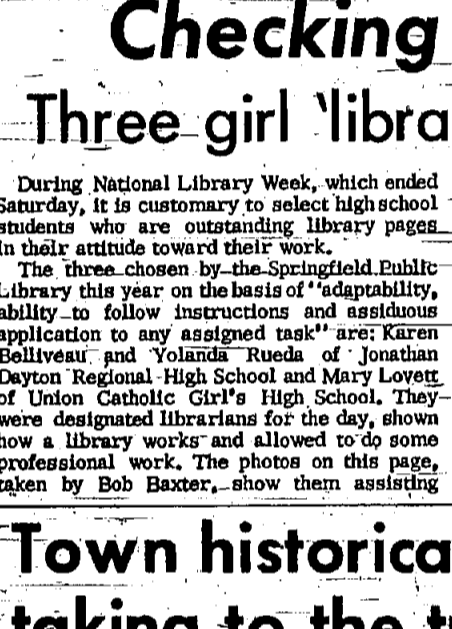 Checking
Three girl 'libra
During National Library Week, which ended
Saturday, it is customary to select high school
students who are outstanding library pages
in their attitude toward their work.
The three chosen by the Springfield Public
Library this year on the basis of "adaptability,
ability to follow instructions and assiduous
application to any assigned task" are: Karen
Belliveau and Yolanda Rueda of Jonathan
Dayton Regional High School and Mary Lovett
of Union Catholic Girl's High School. They
were designated librarians for the day, shown
how a library works and allowed to do some
professional work. The photos on this page,
taken by Bob Baxter, show them assisting
Town historica
taking to the t